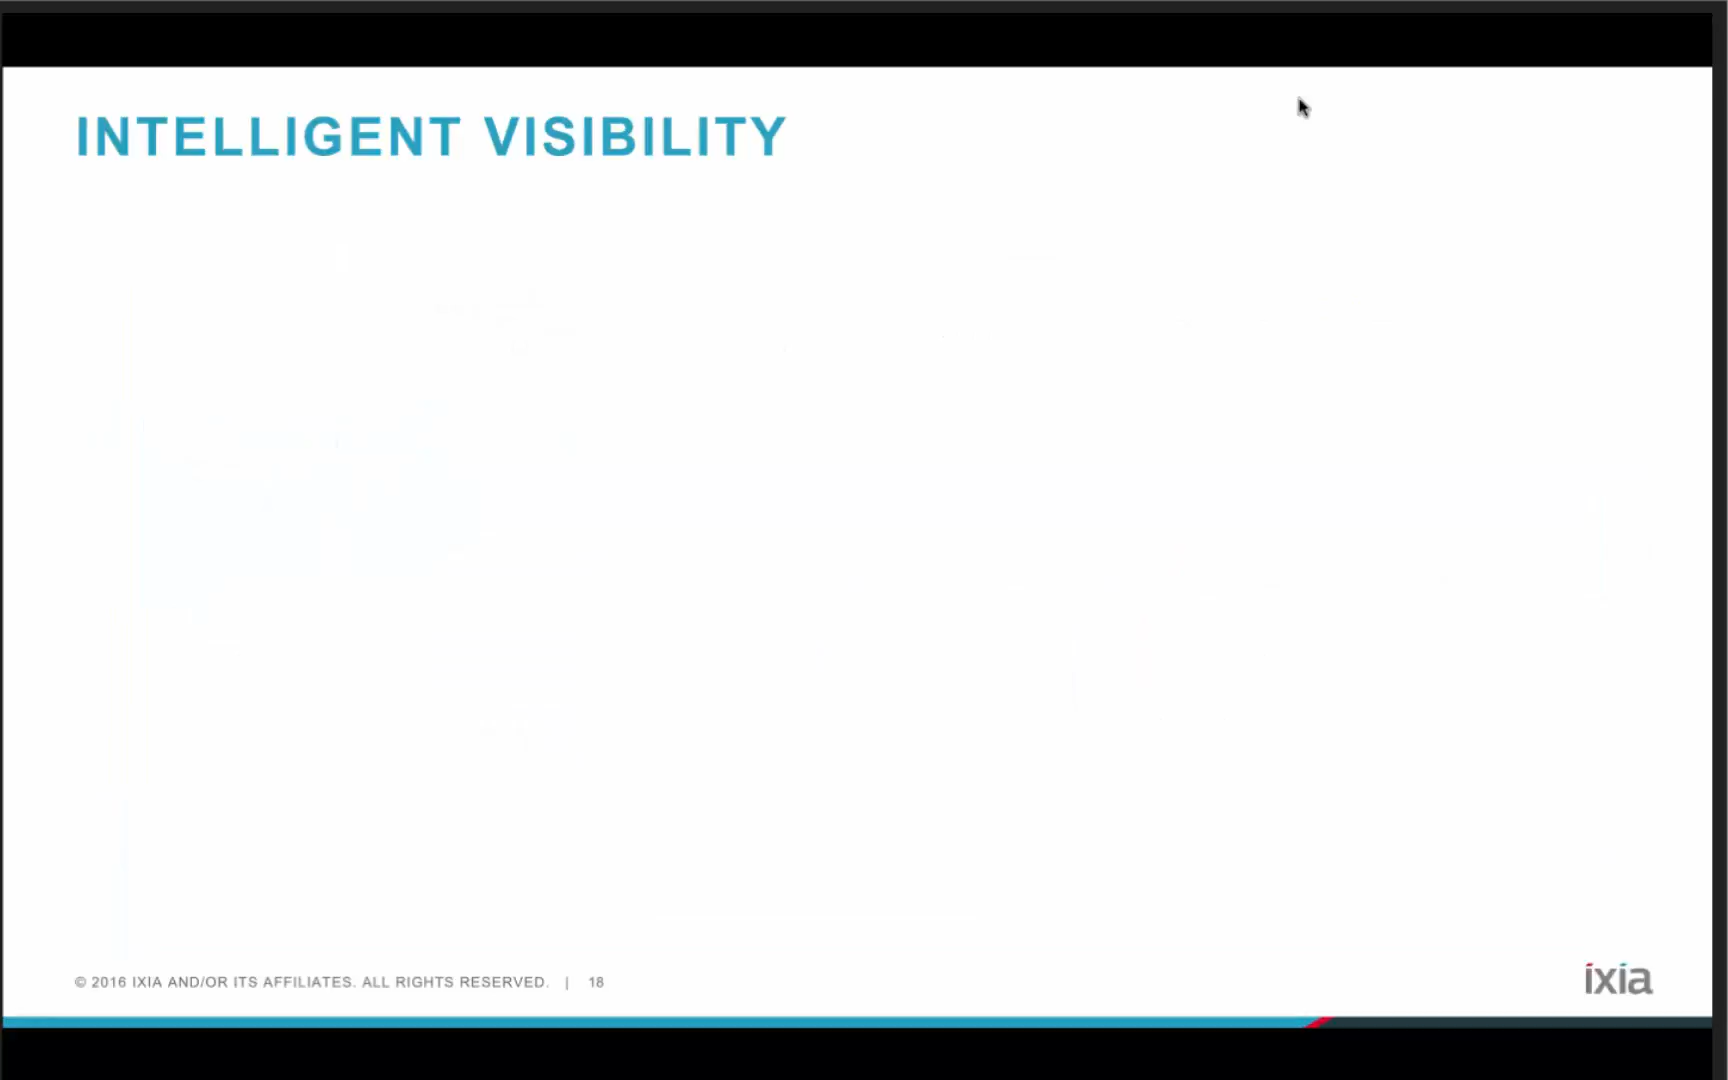 INTELLIGENT VISIBILITY
© 2016 IXIA AND/OR ITS AFFILIATES. ALL RIGHTS RESERVED. | 18
ixia